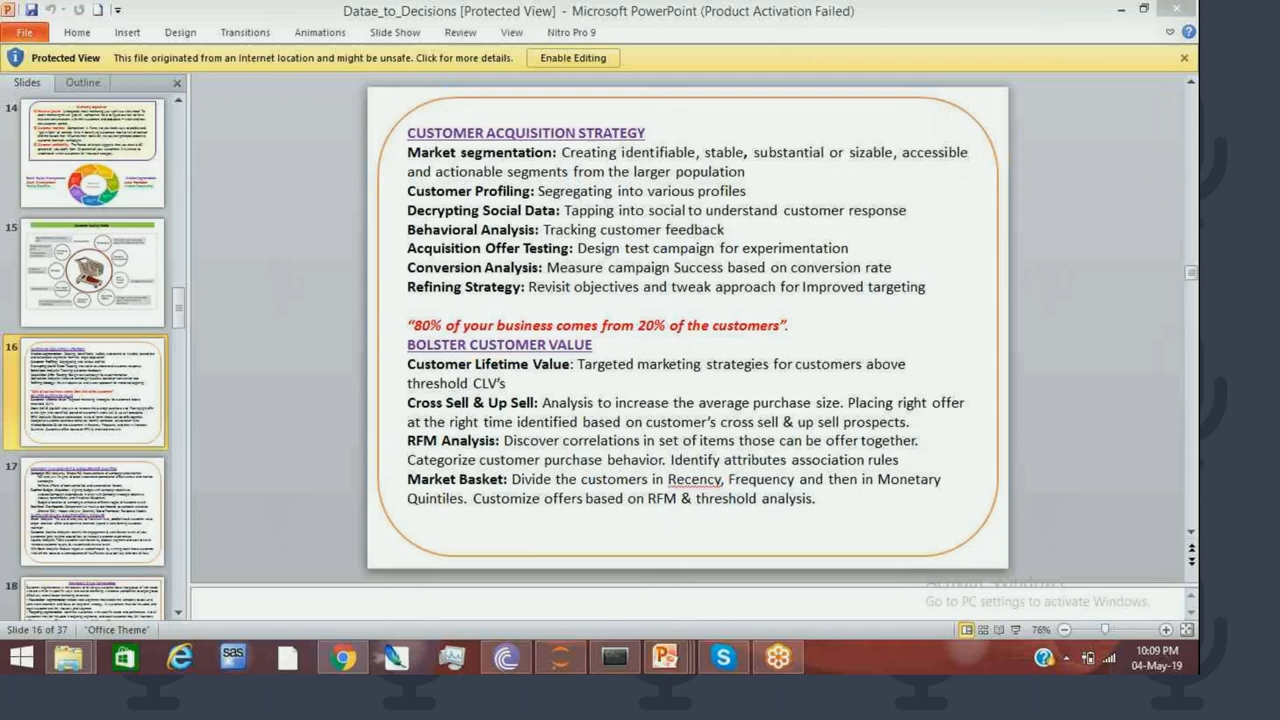 Datae_to_Decisions [Protected View] - Microsoft PowerPoint (Product Activation Failed)
File Home Insert Design Transitions Animations Slide Show Review View Nitro Pro 9
Protected View This file originated from an Internet location and might be unsafe. Click for more details. Enable Editing
Slides Outline
14
15
16
17
18
CUSTOMER ACQUISITION STRATEGY
Market segmentation: Creating identifiable, stable, substantial or sizable, accessible
and actionable segments from the larger population
Customer Profiling: Segregating into various profiles
Decrypting Social Data: Tapping into social to understand customer response
Behavioral Analysis: Tracking customer feedback
Acquisition Offer Testing: Design test campaign for experimentation
Conversion Analysis: Measure campaign Success based on conversion rate
Refining Strategy: Revisit objectives and tweak approach for Improved targeting
“80% of your business comes from 20% of the customers”.
BOLSTER CUSTOMER VALUE
Customer Lifetime Value: Targeted marketing strategies for customers above
threshold CLV’s
Cross Sell & Up Sell: Analysis to increase the average purchase size. Placing right offer
at the right time identified based on customer’s cross sell & up sell prospects.
RFM Analysis: Discover correlations in set of items those can be offer together.
Categorize customer purchase behavior. Identify attributes association rules
Market Basket: Divide the customers in Recency, Frequency and then in Monetary
Quintiles. Customize offers based on RFM & threshold analysis.
Activate Windows
Go to PC settings to activate Windows.
Slide 16 of 37 "Office Theme" 76%
sas
10:09 PM
04-May-19